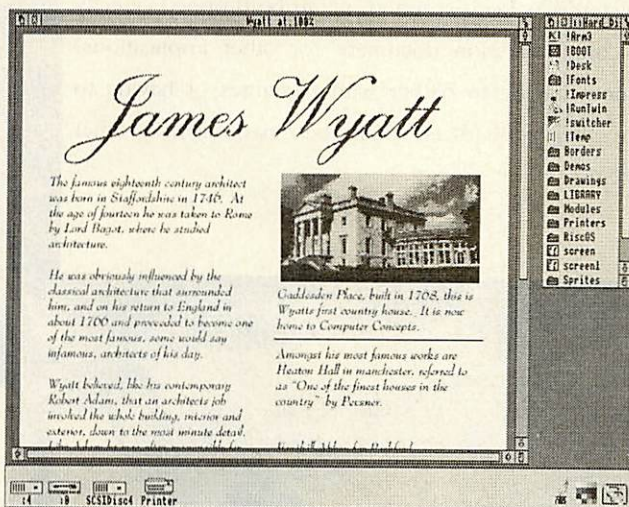 Wyatt at 100%
James Wyatt
The famous eighteenth century architect
was born in Staffordshire in 1746. At
the age of fourteen he was taken to Rome
by Lord Bagot, where he studied
architecture.
He was obviously influenced by the
classical architecture that surrounded
him, and on his return to England in
about 1766 and proceeded to become one
of the most famous, some would say
infamous, architects of his day.
Wyatt believed, like his contemporary
Robert Adam, that an architects job
involved the whole building, interior and
exterior, down to the most minute detail.
Gaddesden Place, built in 1768, this is
Wyatts first country house. It is now
home to Computer Concepts.
Amongst his most famous works are
Heaton Hall in manchester, referred to
as "One of the finest houses in the
country" by Pevsner.
Hard_Di
!Arm3
!BOOT
!Desk
!Fonts
!Impress
!RunTwin
!switcher
!Temp
Borders
Demos
Drawings
LIBRARY
Modules
Printers
RiscOS
screen
screen1
Sprites
:4
:0
SCSIDisc4
Printer